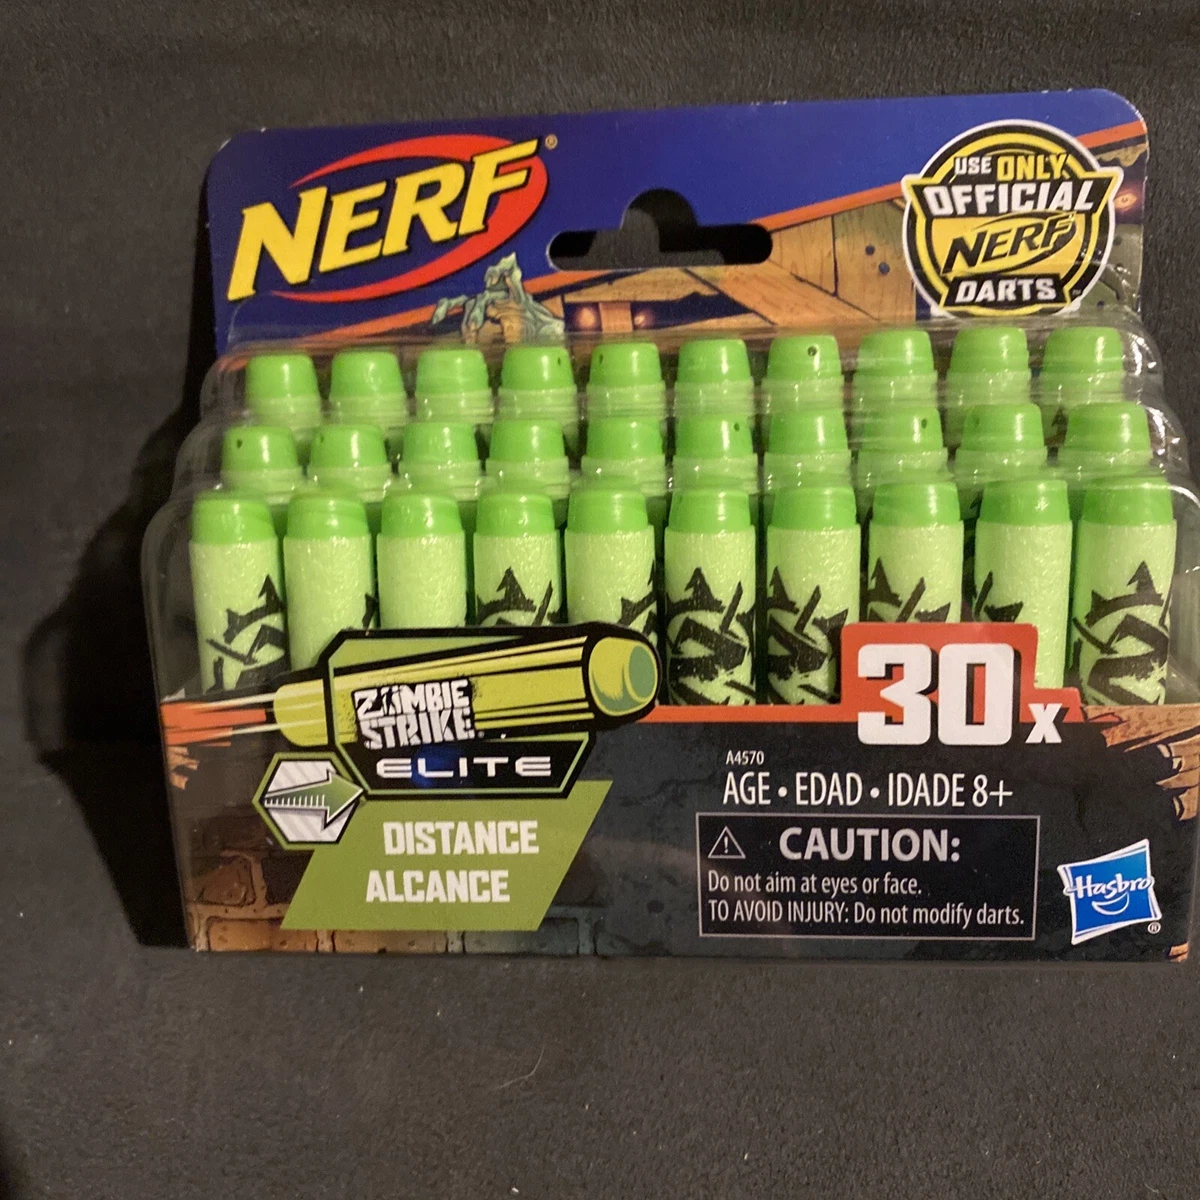 NERF®
USE ONLY
OFFICIAL
NERF
DARTS
ZOMBIE
STRIKE
ELITE
DISTANCE
ALCANCE
30x
A4570
AGE • EDAD • IDADE 8+
⚠ CAUTION:
Do not aim at eyes or face.
TO AVOID INJURY: Do not modify darts.
Hasbro
®